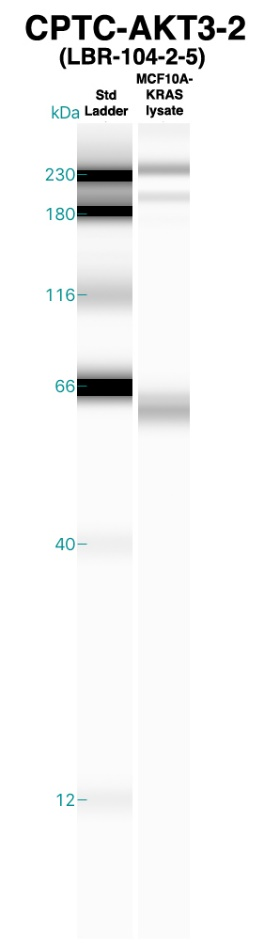 CPTC-AKT3-2
(LBR-104-2-5)
MCF10A-
KRAS
lysate
Std
Ladder
kDa
230
180
116
66
40
12